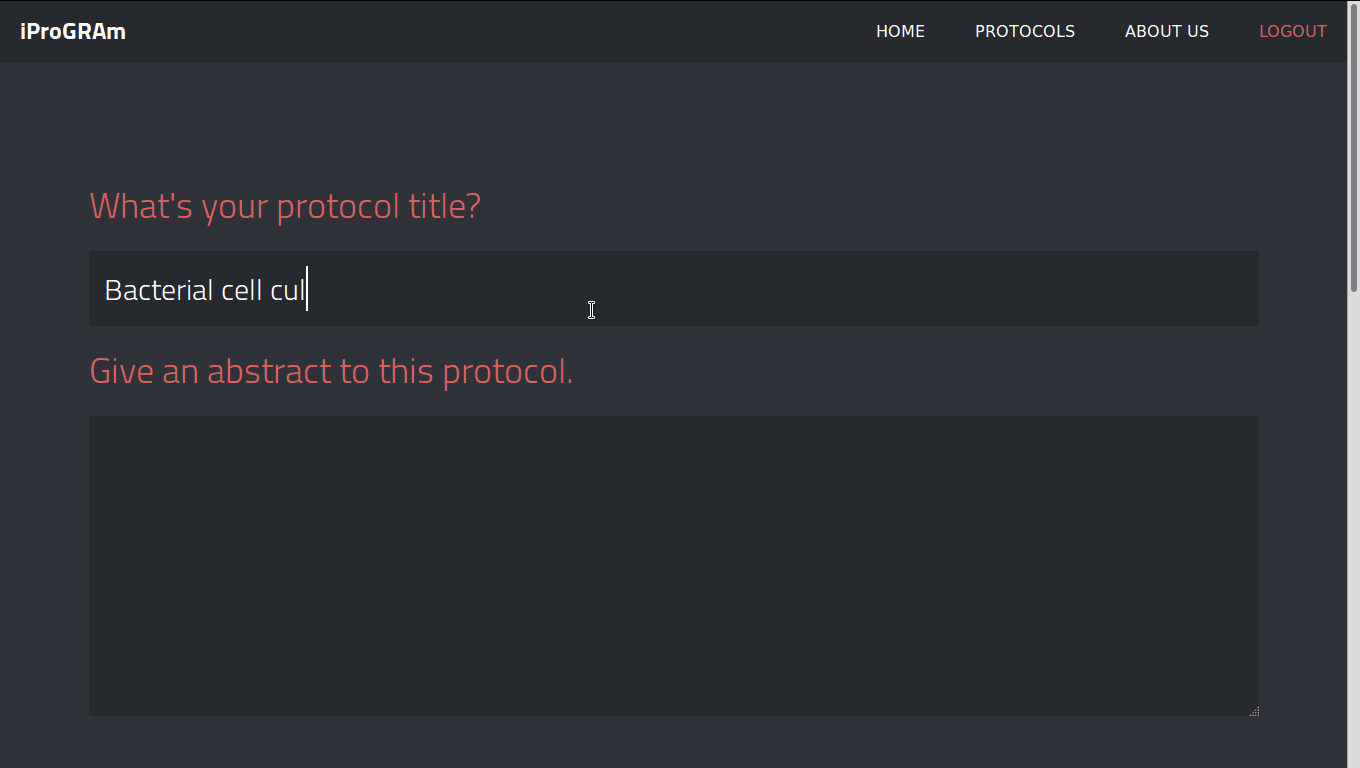 iProGRAm HOME PROTOCOLS ABOUT US LOGOUT
What's your protocol title?
Bacterial cell cul
Give an abstract to this protocol.